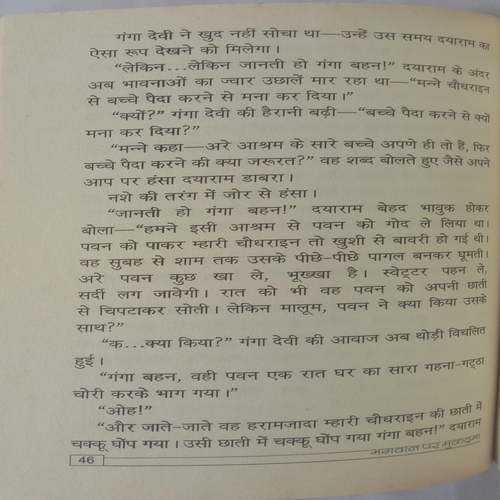 गंगा देवी ने खुद नहीं सोचा था—उन्हें उस समय दयाराम का
ऐसा रूप देखने को मिलेगा।
“लेकिन...लेकिन जानती हो गंगा बहन!” दयाराम के अंदर
अब भावनाओं का ज्वार उछालें मार रहा था—“मन्ने चौधराइन
से बच्चे पैदा करने से मना कर दिया।”
“क्यों?” गंगा देवी की हैरानी बढ़ी—“बच्चे पैदा करने से क्यों
मना कर दिया?”
“मन्ने कहा—अरे आश्रम के सारे बच्चे अपणे ही तो हैं, फिर
बच्चे पैदा करने की क्या जरूरत?” वह शब्द बोलते हुए जैसे अपने
आप पर हंसा दयाराम डाबरा।
नशे की तरंग में जोर से हंसा।
“जानती हो गंगा बहन!” दयाराम बेहद भावुक होकर
बोला—“हमने इसी आश्रम से पवन को गोद ले लिया था।
पवन को पाकर म्हारी चौधराइन तो खुशी से बावरी हो गई थी।
वह सुबह से शाम तक उसके पीछे-पीछे पागल बनकर घूमती।
अरे पवन कुछ खा ले, भूख्खा है। स्वेट्टर पहन ले,
सर्दी लग जावेगी। रात को भी वह पवन को अपनी छाती
से चिपटाकर सोती। लेकिन मालूम, पवन ने क्या किया उसके
साथ?”
“क...क्या किया?” गंगा देवी की आवाज अब थोड़ी विचलित
हुई।
“गंगा बहन, वही पवन एक रात घर का सारा गहना-गट्ठा
चोरी करके भाग गया।”
“ओह!”
“और जाते-जाते वह हरामजादा म्हारी चौधराइन की छाती में
चक्कू घोंप गया। उसी छाती में चक्कू घोंप गया गंगा बहन!” दयाराम
46
भगवान पर मुकदमा